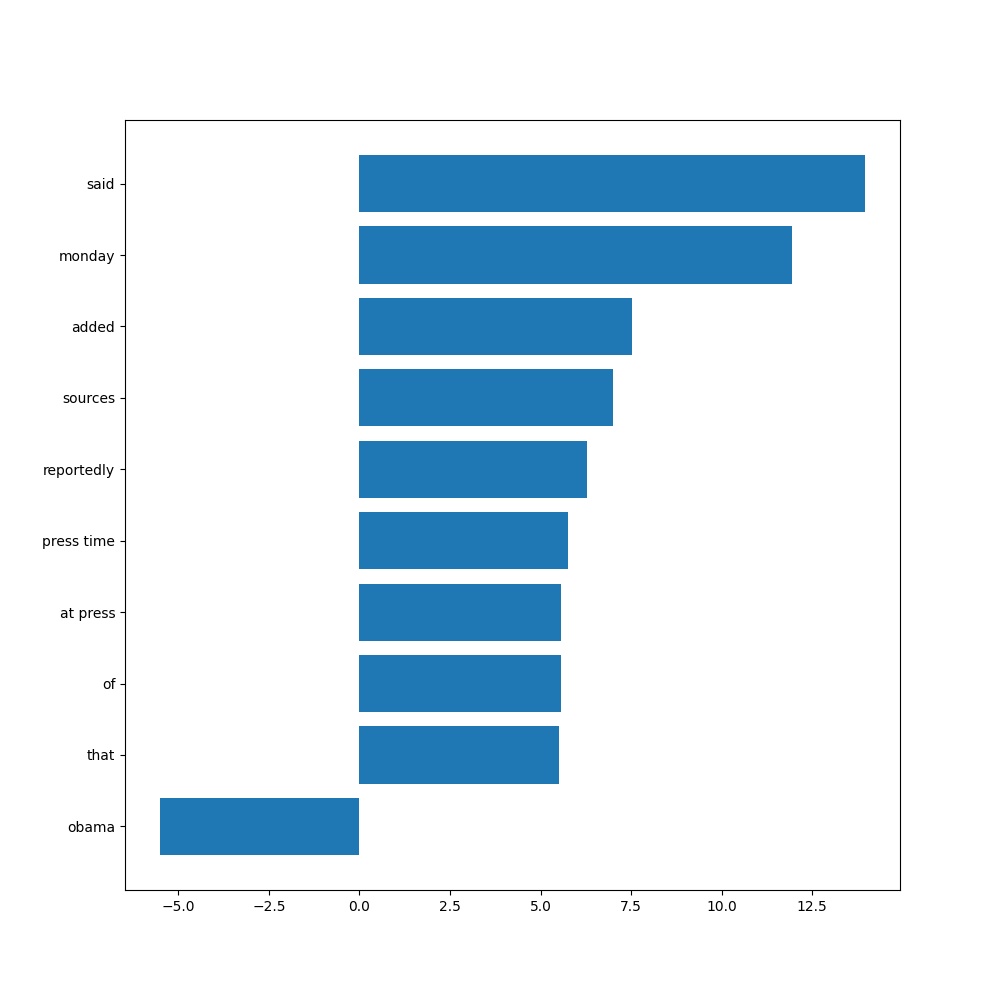 said
monday
added
sources
reportedly
press time
at press
of
that
obama
−5.0 −2.5 0.0 2.5 5.0 7.5 10.0 12.5